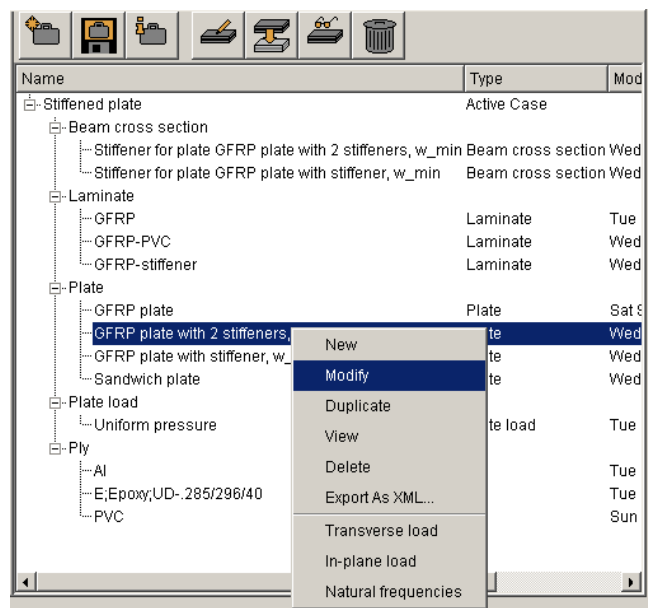 Name Type Mod
Stiffened plate Active Case
Beam cross section
Stiffener for plate GFRP plate with 2 stiffeners, w_min Beam cross section Wed
Stiffener for plate GFRP plate with stiffener, w_min Beam cross section Wed
Laminate
GFRP Laminate Tue
GFRP-PVC Laminate Wed
GFRP-stiffener Laminate Wed
Plate
GFRP plate Plate Sat S
GFRP plate with 2 stiffeners, te Wed
New
GFRP plate with stiffener, w_ te Wed
Modify
Sandwich plate te Wed
Plate load
Duplicate
Uniform pressure te load Tue
View
Ply
Delete
Al Tue
E;Epoxy;UD-.285/296/40 Tue
Export As XML...
PVC Sun
Transverse load
In-plane load
Natural frequencies